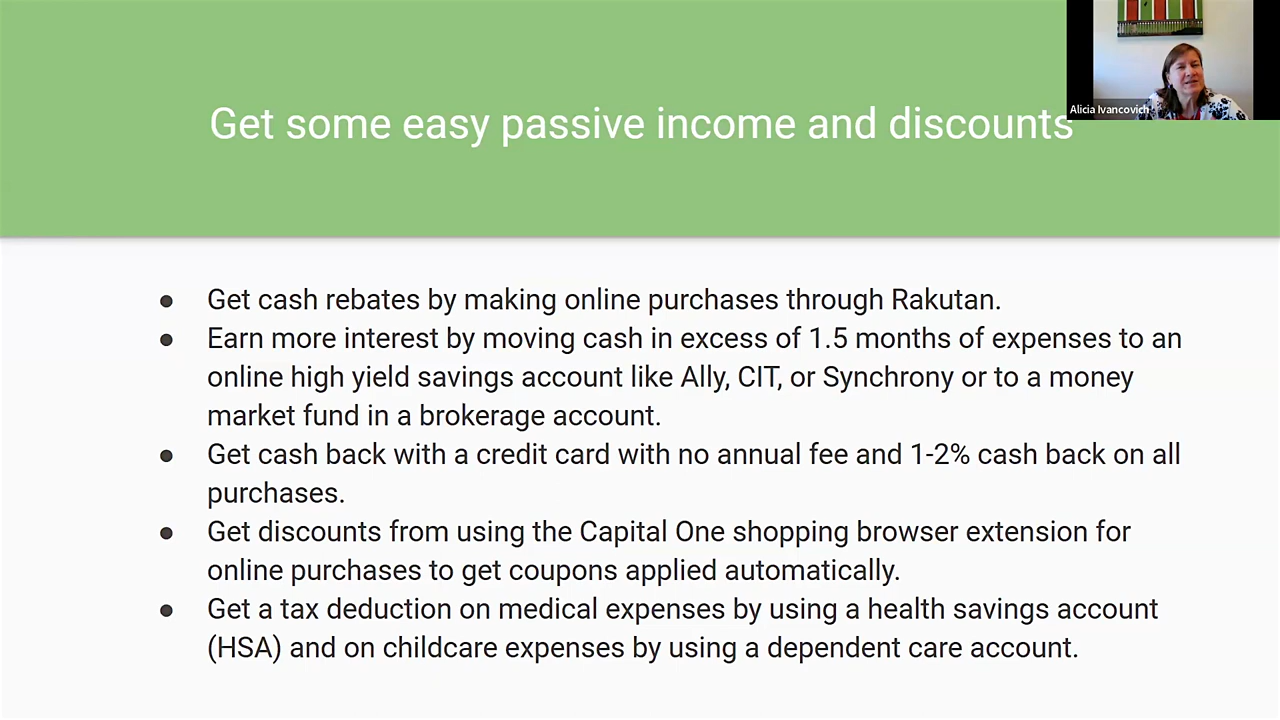 Get some easy passive income and discounts
Alicia Ivancovich
● Get cash rebates by making online purchases through Rakutan.
● Earn more interest by moving cash in excess of 1.5 months of expenses to an
online high yield savings account like Ally, CIT, or Synchrony or to a money
market fund in a brokerage account.
● Get cash back with a credit card with no annual fee and 1-2% cash back on all
purchases.
● Get discounts from using the Capital One shopping browser extension for
online purchases to get coupons applied automatically.
● Get a tax deduction on medical expenses by using a health savings account
(HSA) and on childcare expenses by using a dependent care account.